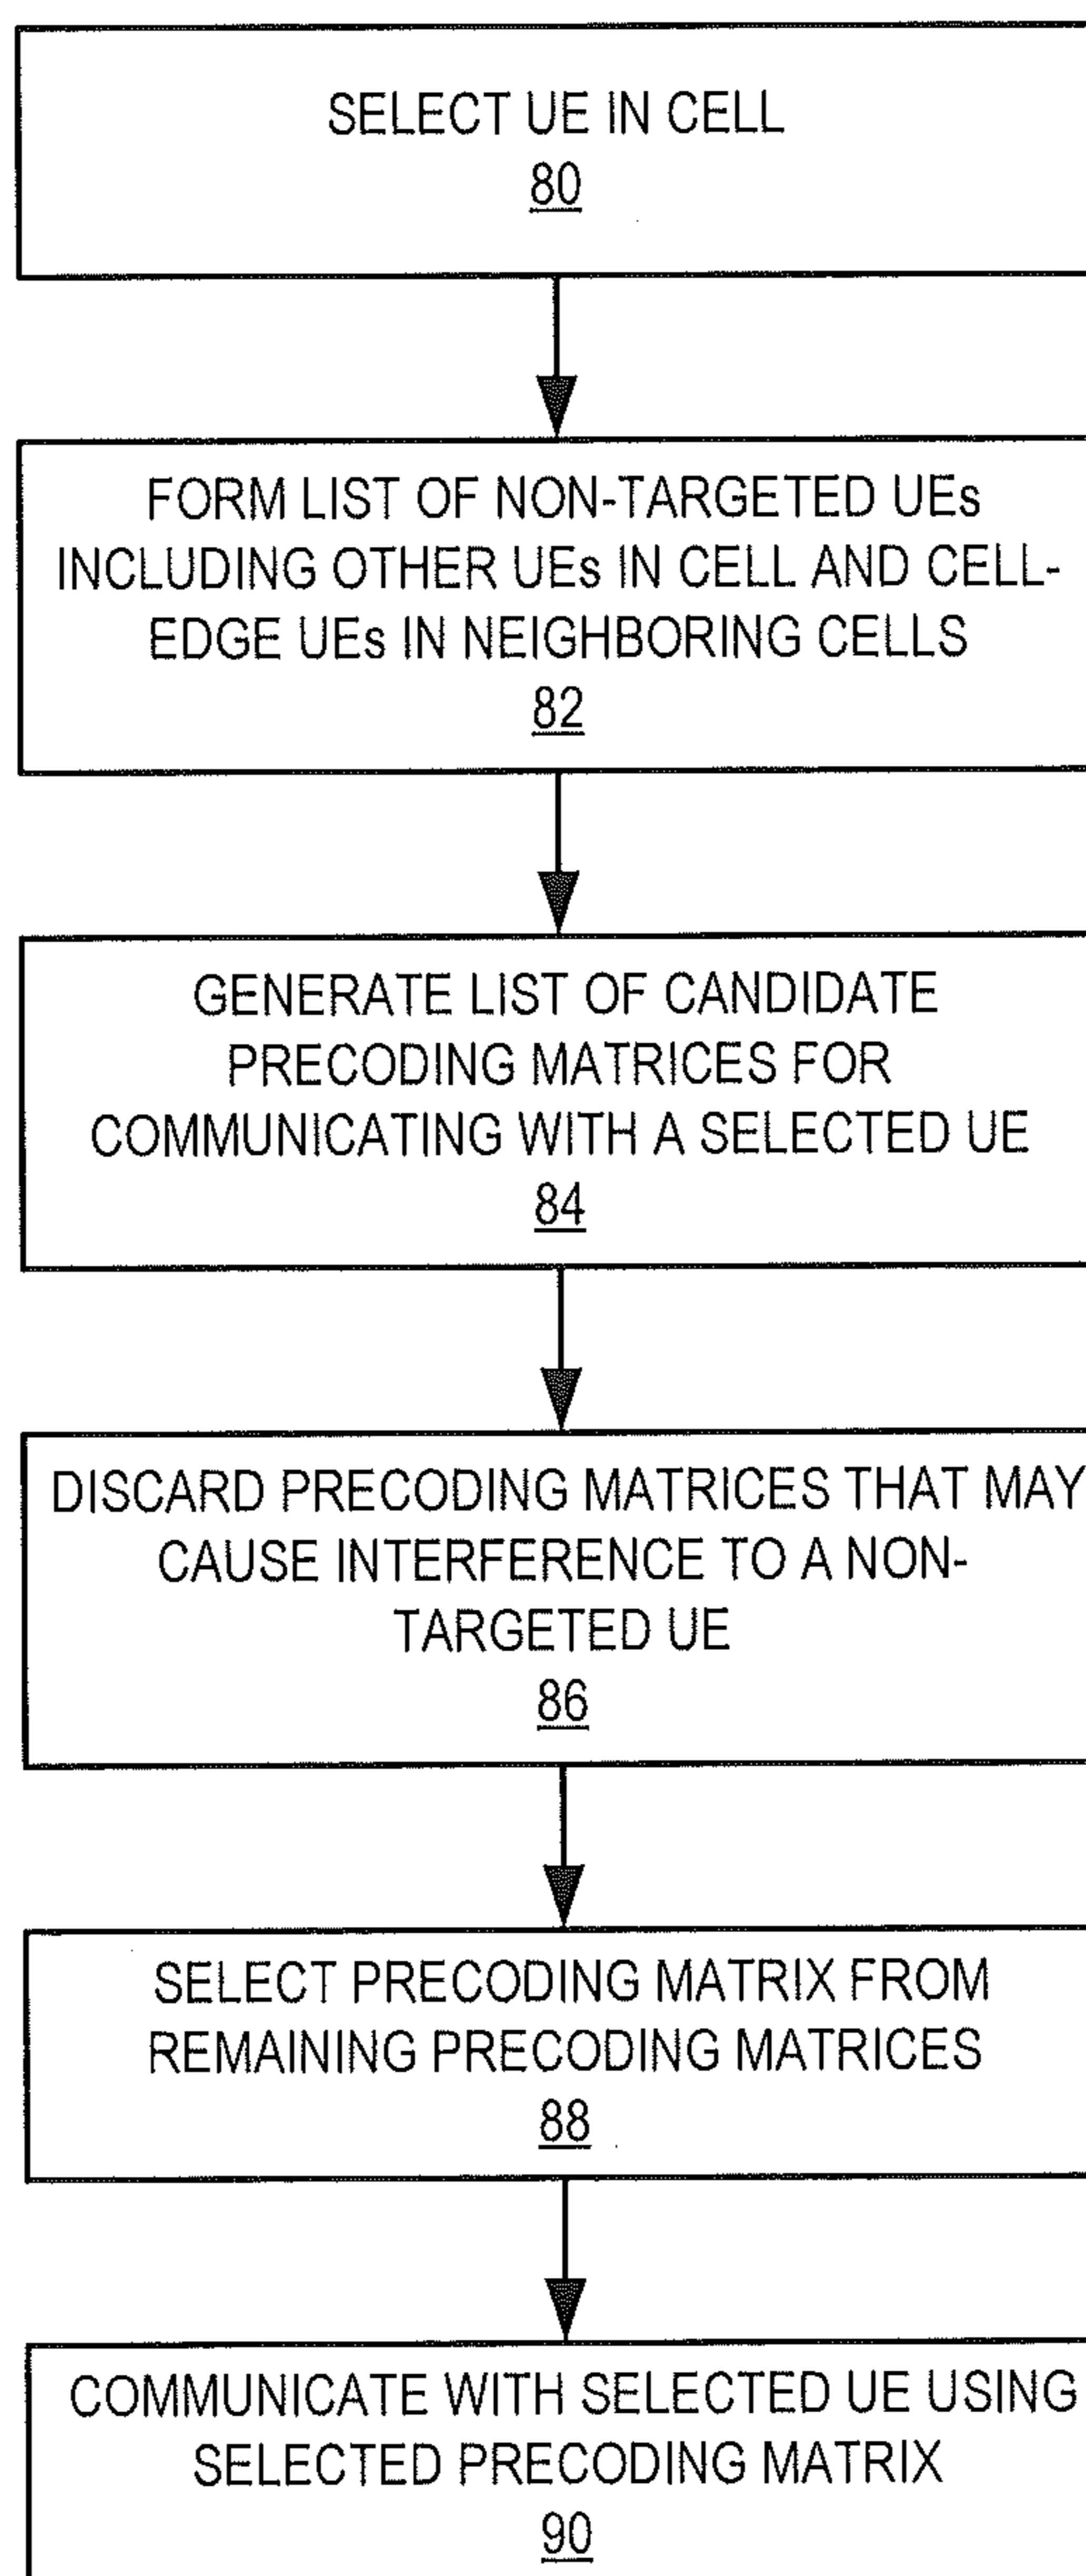 SELECT UE IN CELL
80
FORM LIST OF NON-TARGETED UEs
INCLUDING OTHER UEs IN CELL AND CELL-
EDGE UEs IN NEIGHBORING CELLS
82
GENERATE LIST OF CANDIDATE
PRECODING MATRICES FOR
COMMUNICATING WITH A SELECTED UE
84
DISCARD PRECODING MATRICES THAT MAY
CAUSE INTERFERENCE TO A NON-
TARGETED UE
86
SELECT PRECODING MATRIX FROM
REMAINING PRECODING MATRICES
88
COMMUNICATE WITH SELECTED UE USING
SELECTED PRECODING MATRIX
90